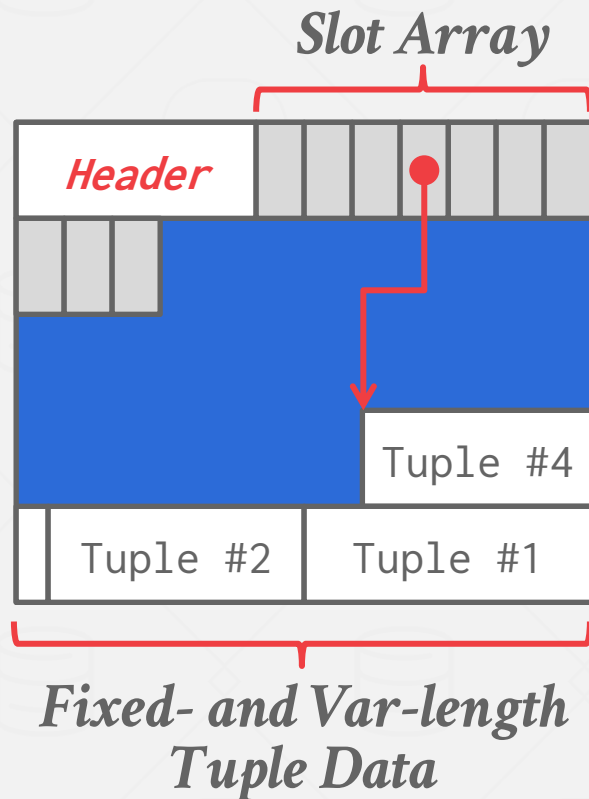 Slot Array
Header
Tuple #4
Tuple #2
Tuple #1
Fixed- and Var-length
Tuple Data